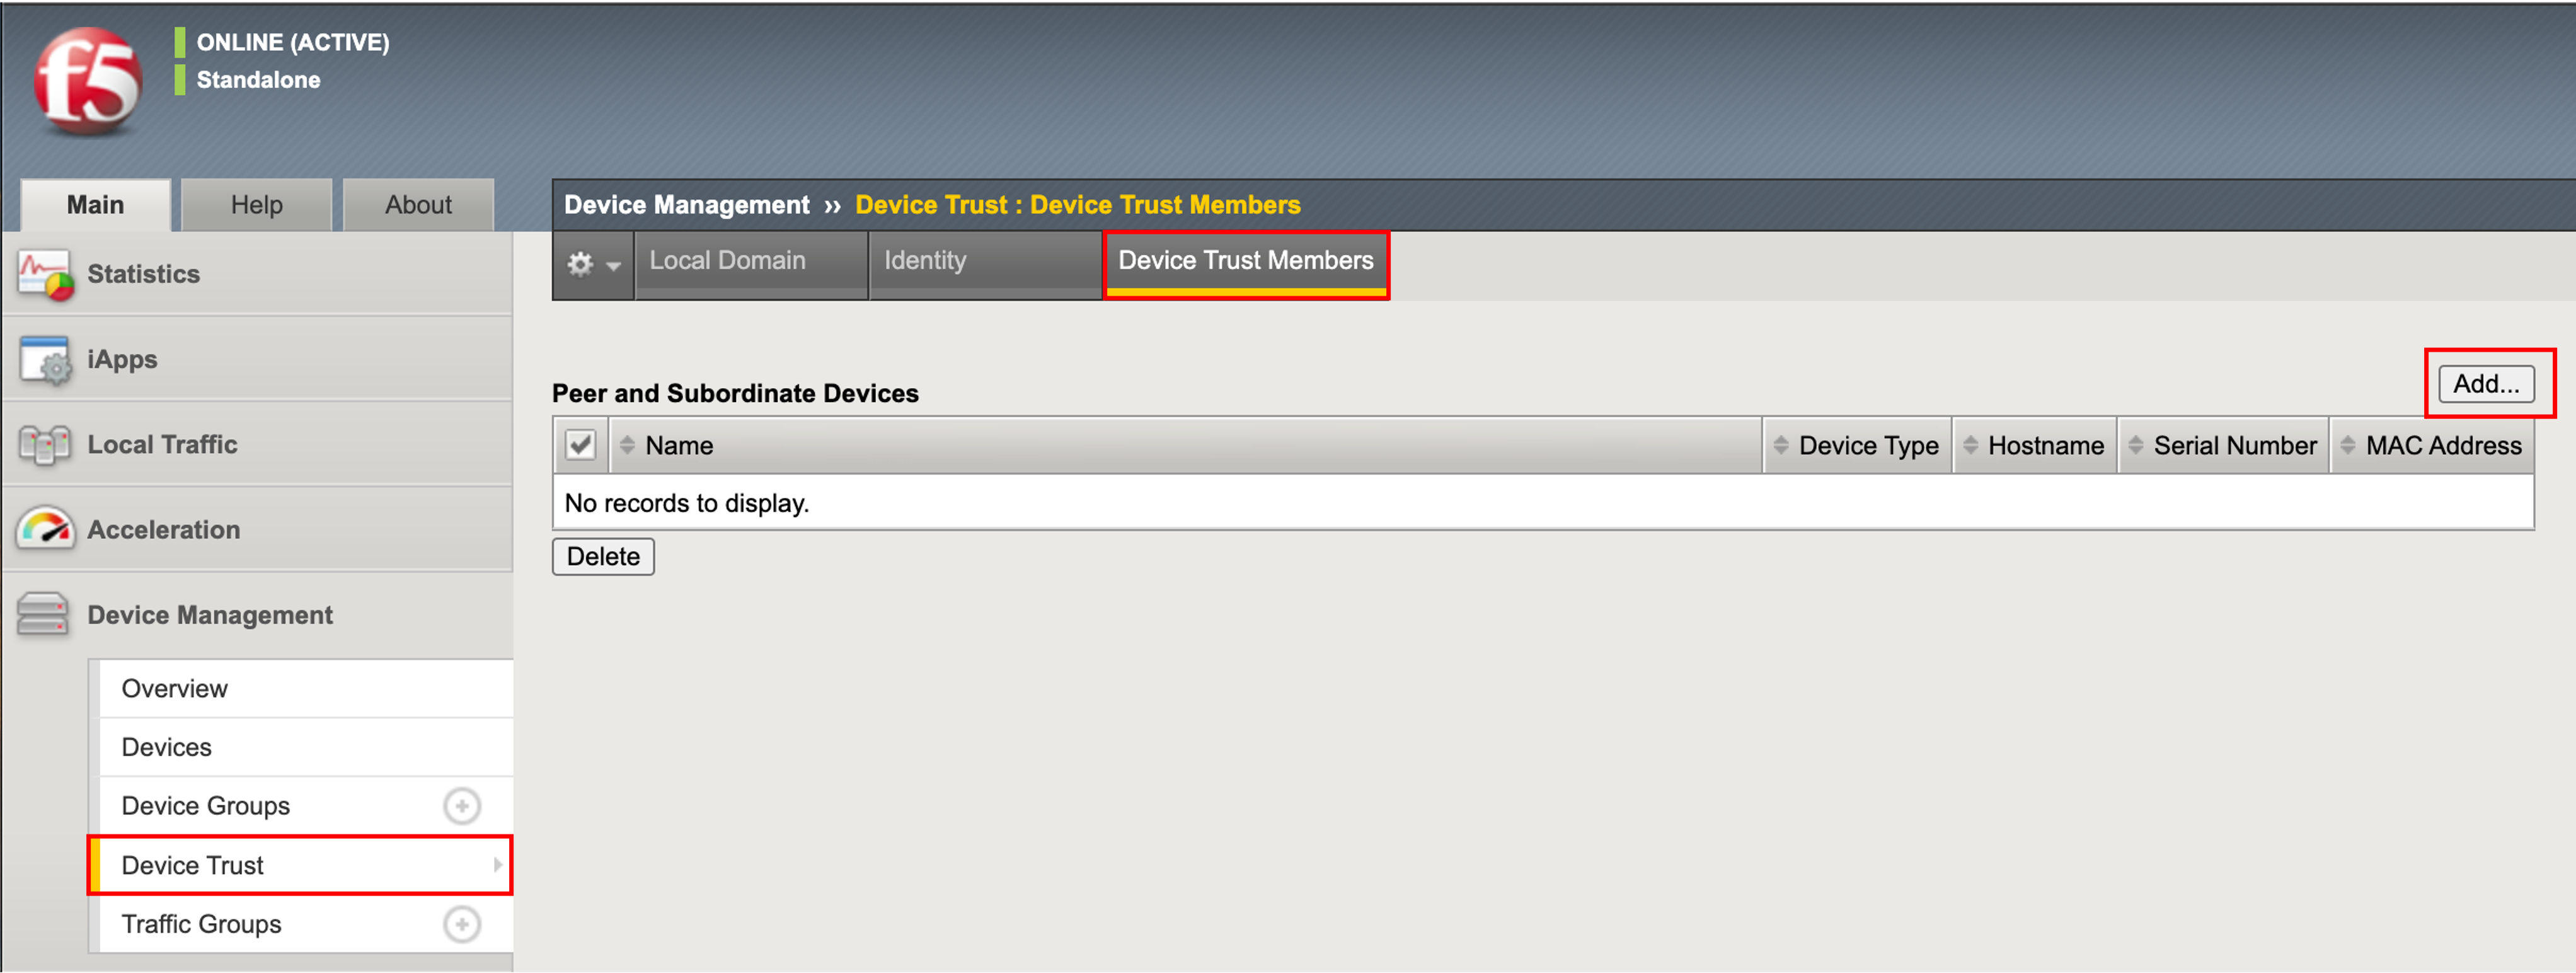 f5
ONLINE (ACTIVE)
Standalone
Main Help About
Device Management ›› Device Trust : Device Trust Members
Local Domain Identity Device Trust Members
Statistics
iApps
Local Traffic
Acceleration
Device Management
Overview
Devices
Device Groups
Device Trust
Traffic Groups
Add...
Peer and Subordinate Devices
Name Device Type Hostname Serial Number MAC Address
No records to display.
Delete